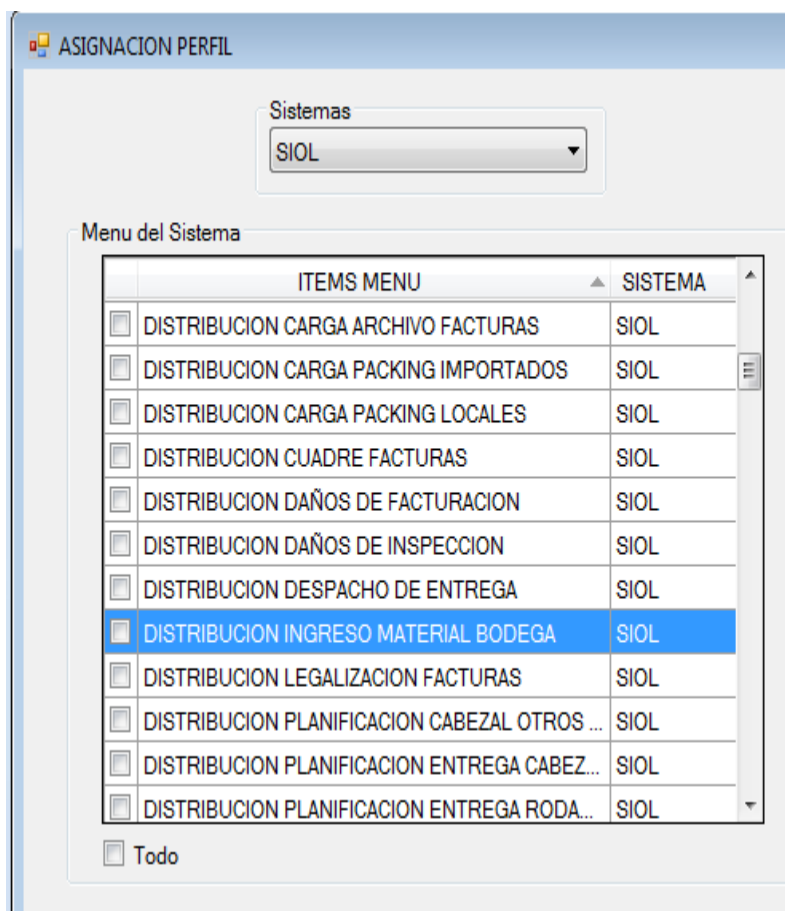 ASIGNACION PERFIL
Sistemas
SIOL
Menu del Sistema
ITEMS MENU SISTEMA
DISTRIBUCION CARGA ARCHIVO FACTURAS SIOL
DISTRIBUCION CARGA PACKING IMPORTADOS SIOL
DISTRIBUCION CARGA PACKING LOCALES SIOL
DISTRIBUCION CUADRE FACTURAS SIOL
DISTRIBUCION DAÑOS DE FACTURACION SIOL
DISTRIBUCION DAÑOS DE INSPECCION SIOL
DISTRIBUCION DESPACHO DE ENTREGA SIOL
DISTRIBUCION INGRESO MATERIAL BODEGA SIOL
DISTRIBUCION LEGALIZACION FACTURAS SIOL
DISTRIBUCION PLANIFICACION CABEZAL OTROS ... SIOL
DISTRIBUCION PLANIFICACION ENTREGA CABEZ... SIOL
DISTRIBUCION PLANIFICACION ENTREGA RODA... SIOL
Todo